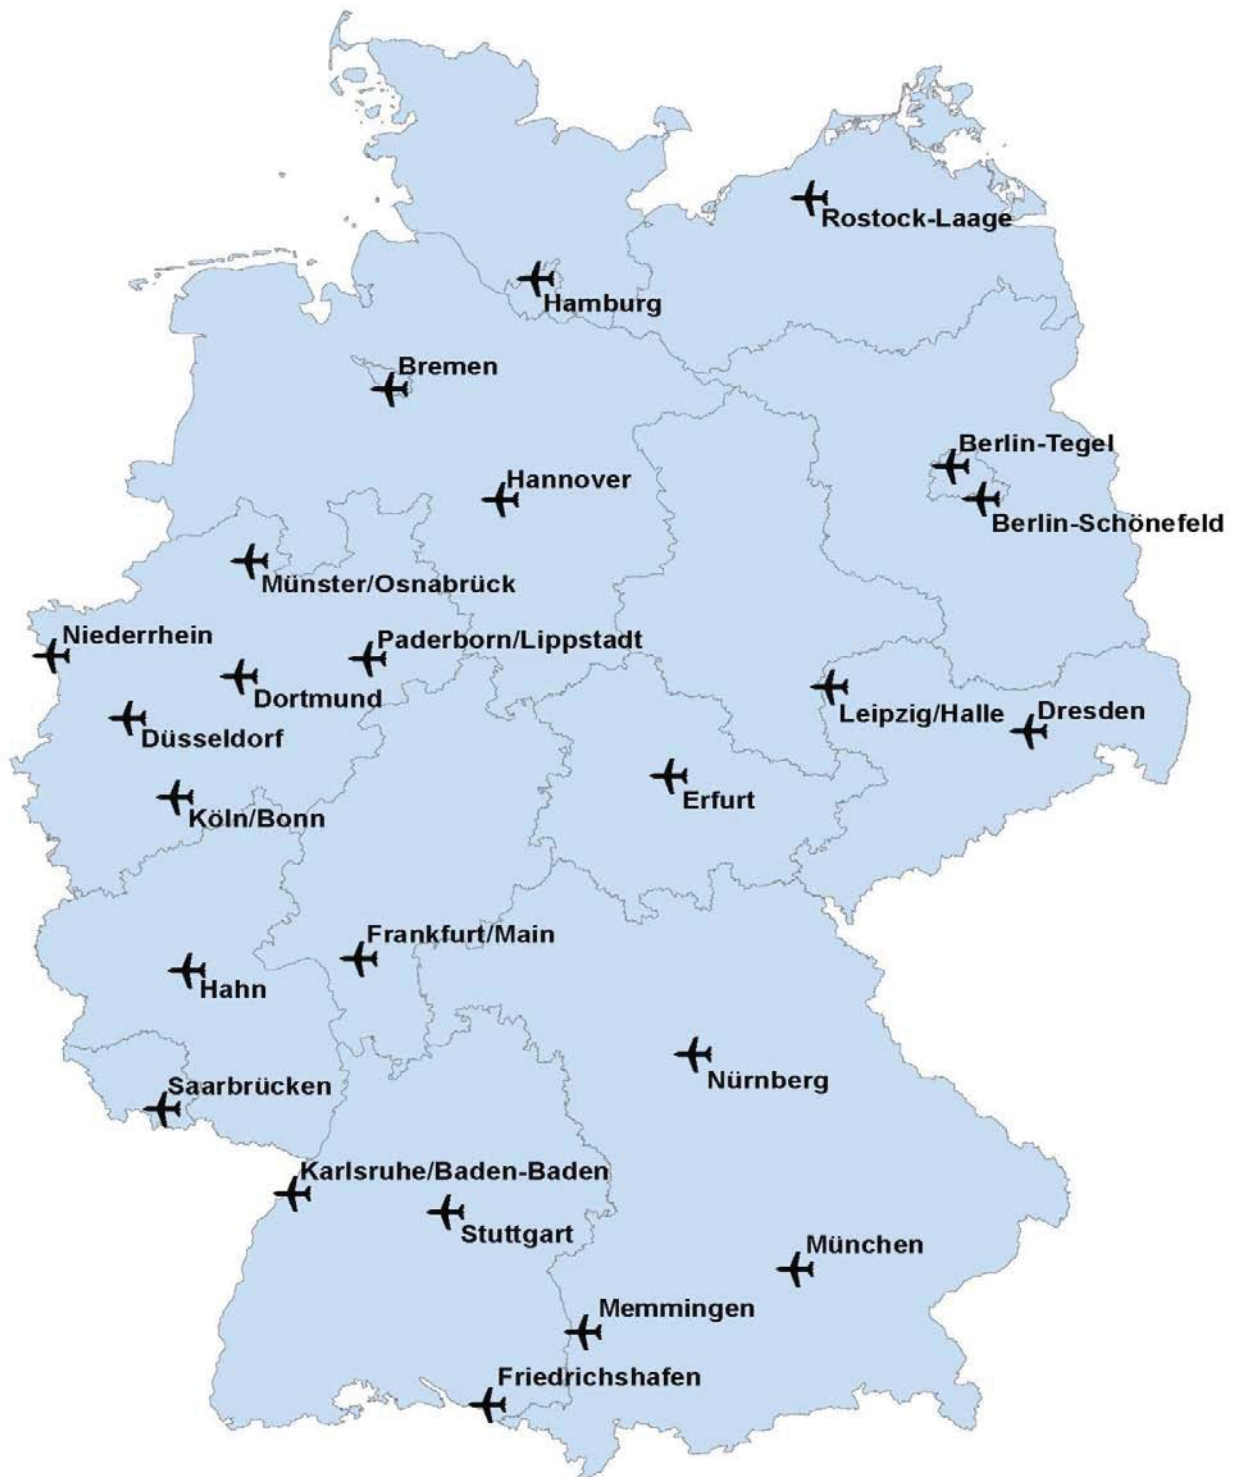 Rostock-Laage
Hamburg
Bremen
Berlin-Tegel
Hannover
Berlin-Schönefeld
Münster/Osnabrück
Niederrhein
Paderborn/Lippstadt
Dortmund
Leipzig/Halle
Dresden
Düsseldorf
Erfurt
Köln/Bonn
Frankfurt/Main
Hahn
Nürnberg
Saarbrücken
Karlsruhe/Baden-Baden
Stuttgart
München
Memmingen
Friedrichshafen